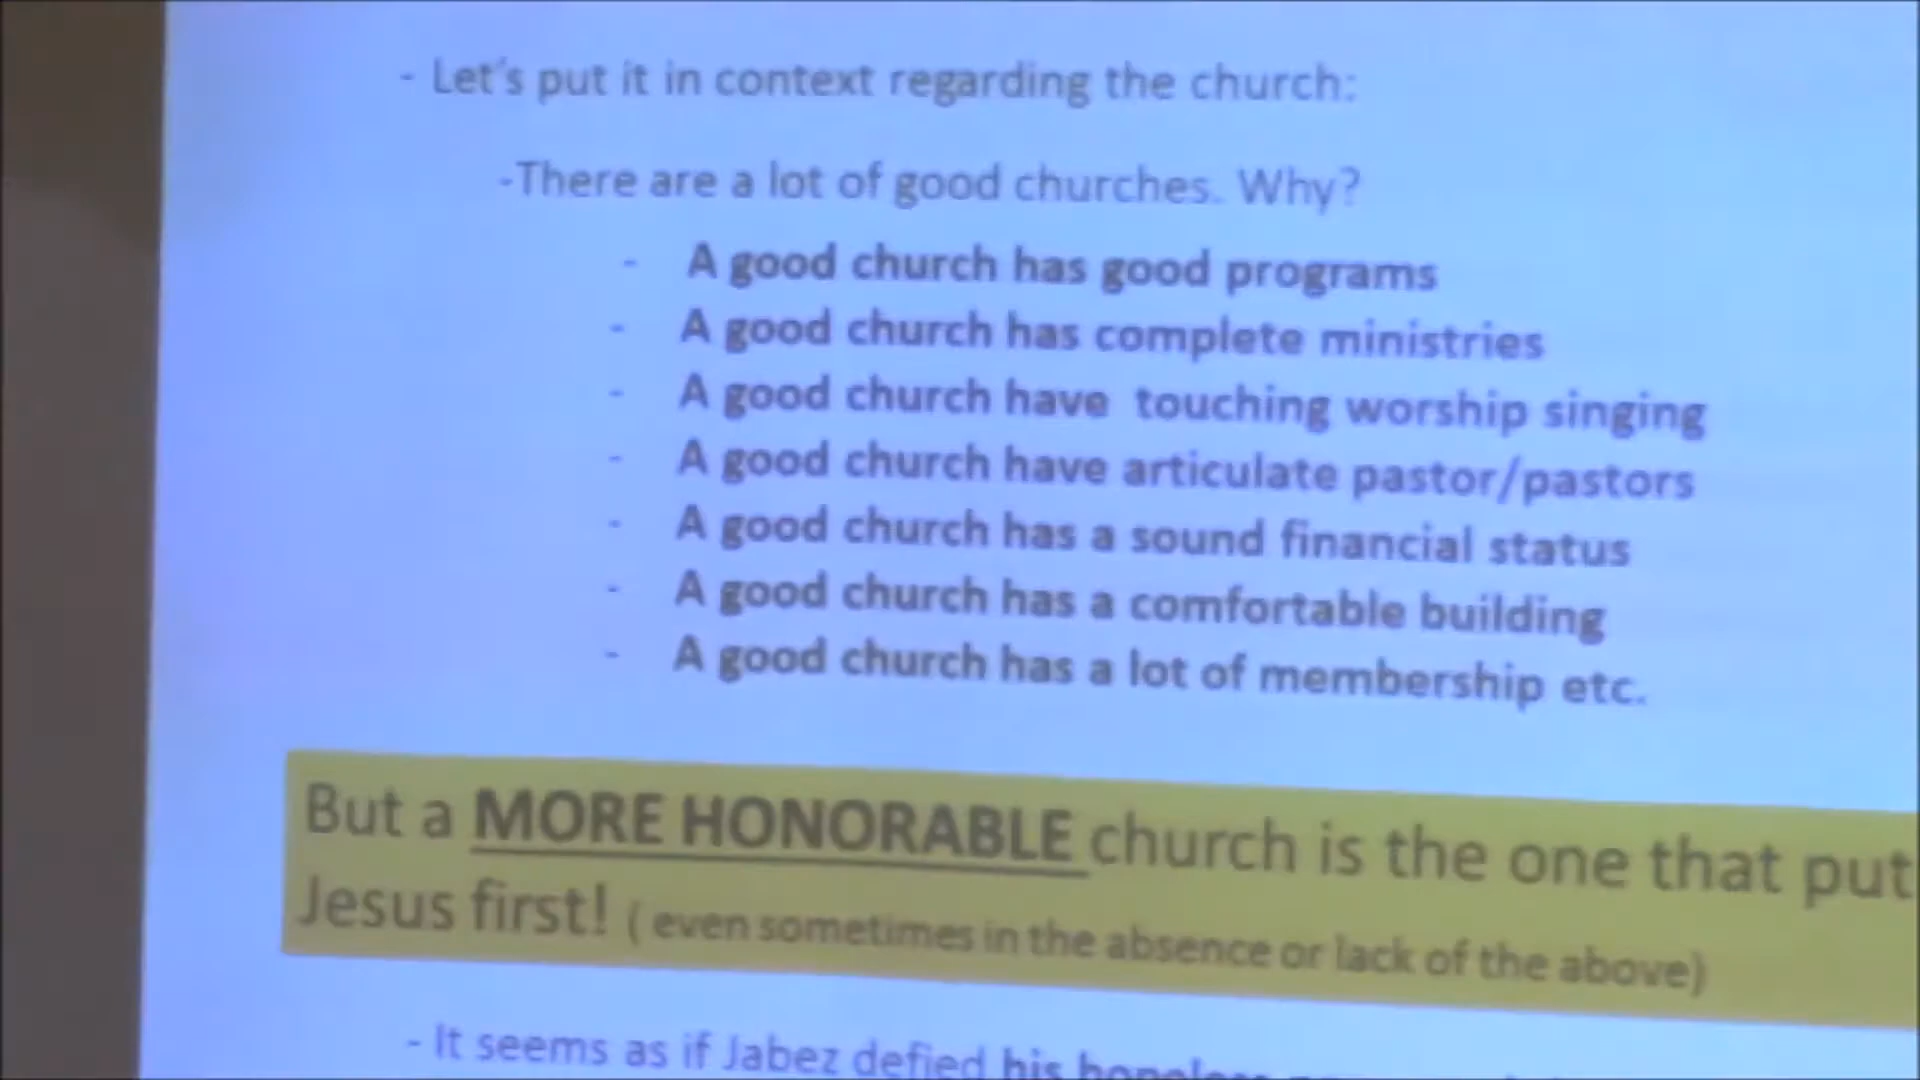 - Let's put it in context regarding the church:
-There are a lot of good churches. Why?
- A good church has good programs
- A good church has complete ministries
- A good church have touching worship singing
- A good church have articulate pastor/pastors
- A good church has a sound financial status
- A good church has a comfortable building
- A good church has a lot of membership etc.
But a MORE HONORABLE church is the one that put
Jesus first! ( even sometimes in the absence or lack of the above)
- It seems as if Jabez defied his hopeless